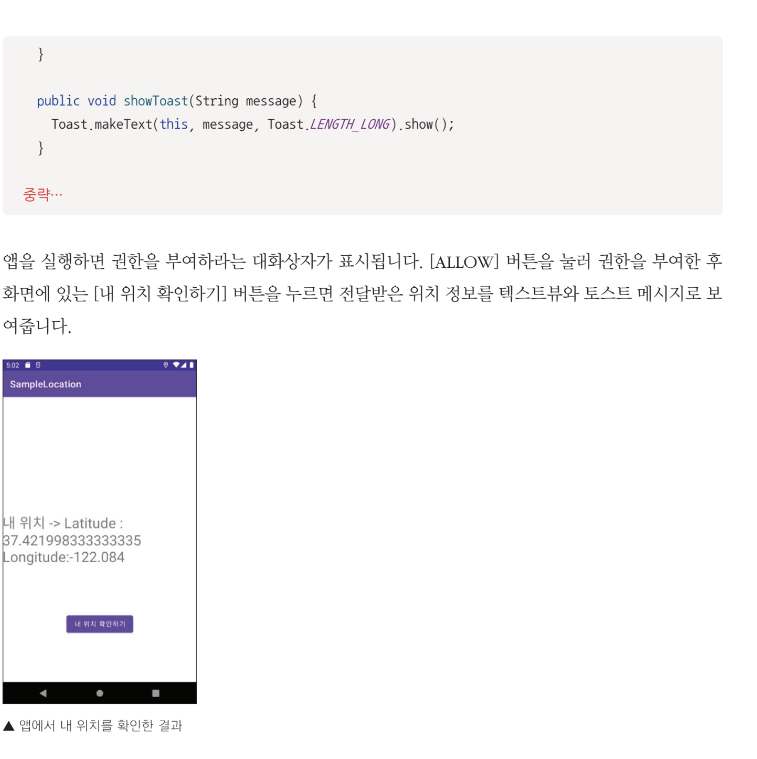 }
public void showToast(String message) {
Toast.makeText(this, message, Toast.LENGTH_LONG).show();
}
중략…
앱을 실행하면 권한을 부여하라는 대화상자가 표시됩니다. [ALLOW] 버튼을 눌러 권한을 부여한 후
화면에 있는 [내 위치 확인하기] 버튼을 누르면 전달받은 위치 정보를 텍스트뷰와 토스트 메시지로 보
여줍니다.
5:02
SampleLocation
내 위치 -> Latitude :
37.421998333333335
Longitude:-122.084
내 위치 확인하기
▲ 앱에서 내 위치를 확인한 결과